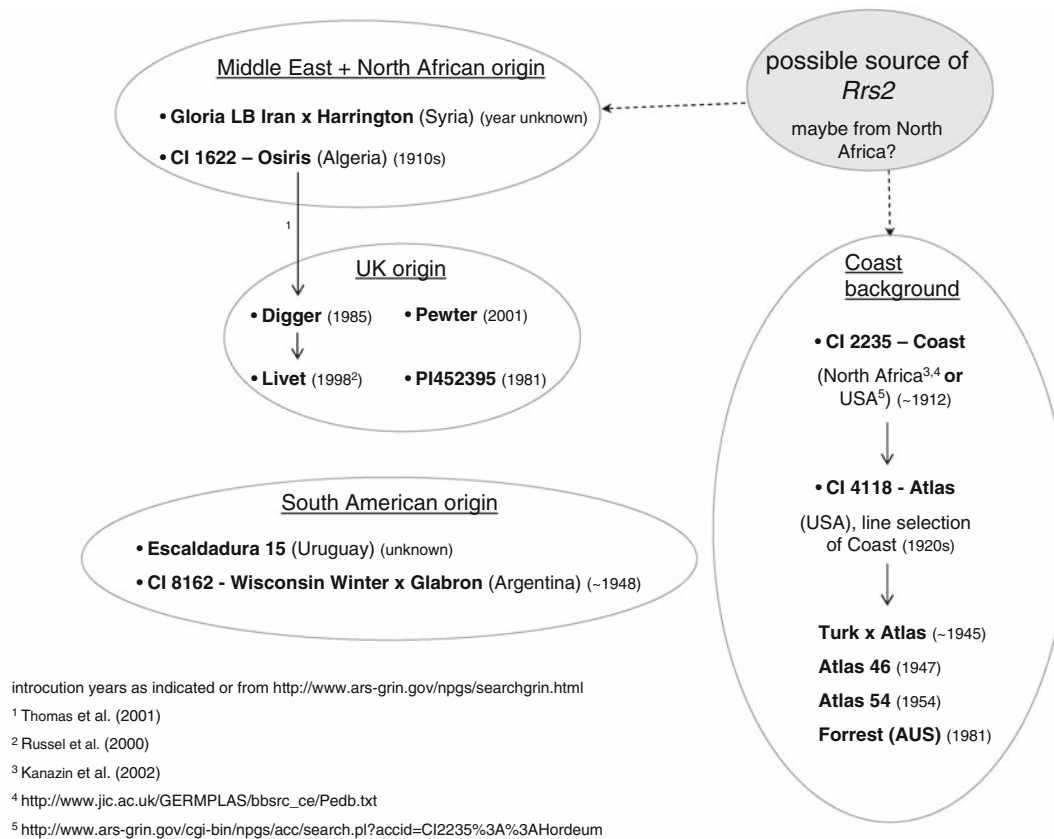 Middle East + North African origin
• Gloria LB Iran x Harrington (Syria) (year unknown)
• CI 1622 – Osiris (Algeria) (1910s)
possible source of
Rrs2
maybe from North
Africa?
1
UK origin
• Digger (1985)
• Pewter (2001)
• Livet (1998²)
• PI452395 (1981)
Coast
background
• CI 2235 – Coast
(North Africa³,⁴ or
USA⁵) (~1912)
• CI 4118 - Atlas
(USA), line selection
of Coast (1920s)
Turk x Atlas (~1945)
Atlas 46 (1947)
Atlas 54 (1954)
Forrest (AUS) (1981)
South American origin
• Escaldadura 15 (Uruguay) (unknown)
• CI 8162 - Wisconsin Winter x Glabron (Argentina) (~1948)
introcution years as indicated or from http://www.ars-grin.gov/npgs/searchgrin.html
¹ Thomas et al. (2001)
² Russel et al. (2000)
³ Kanazin et al. (2002)
⁴ http://www.jic.ac.uk/GERMPLAS/bbsrc_ce/Pedb.txt
⁵ http://www.ars-grin.gov/cgi-bin/npgs/acc/search.pl?accid=CI2235%3A%3AHordeum